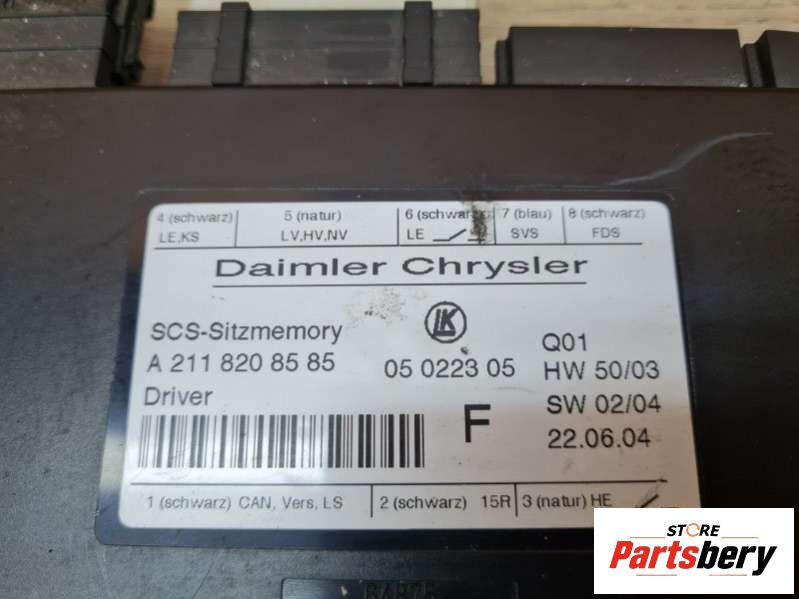 4 (schwarz) 5 (natur) 6 (schwarz) 7 (blau) 8 (schwarz)
LE,KS LV,HV,NV LE SVS FDS
Daimler Chrysler
SCS-Sitzmemory LK Q01
A 211 820 85 85 05 0223 05 HW 50/03
Driver F SW 02/04
22.06.04
1 (schwarz) CAN, Vers, LS 2 (schwarz) 15R 3 (natur) HE
STORE
Partsbery